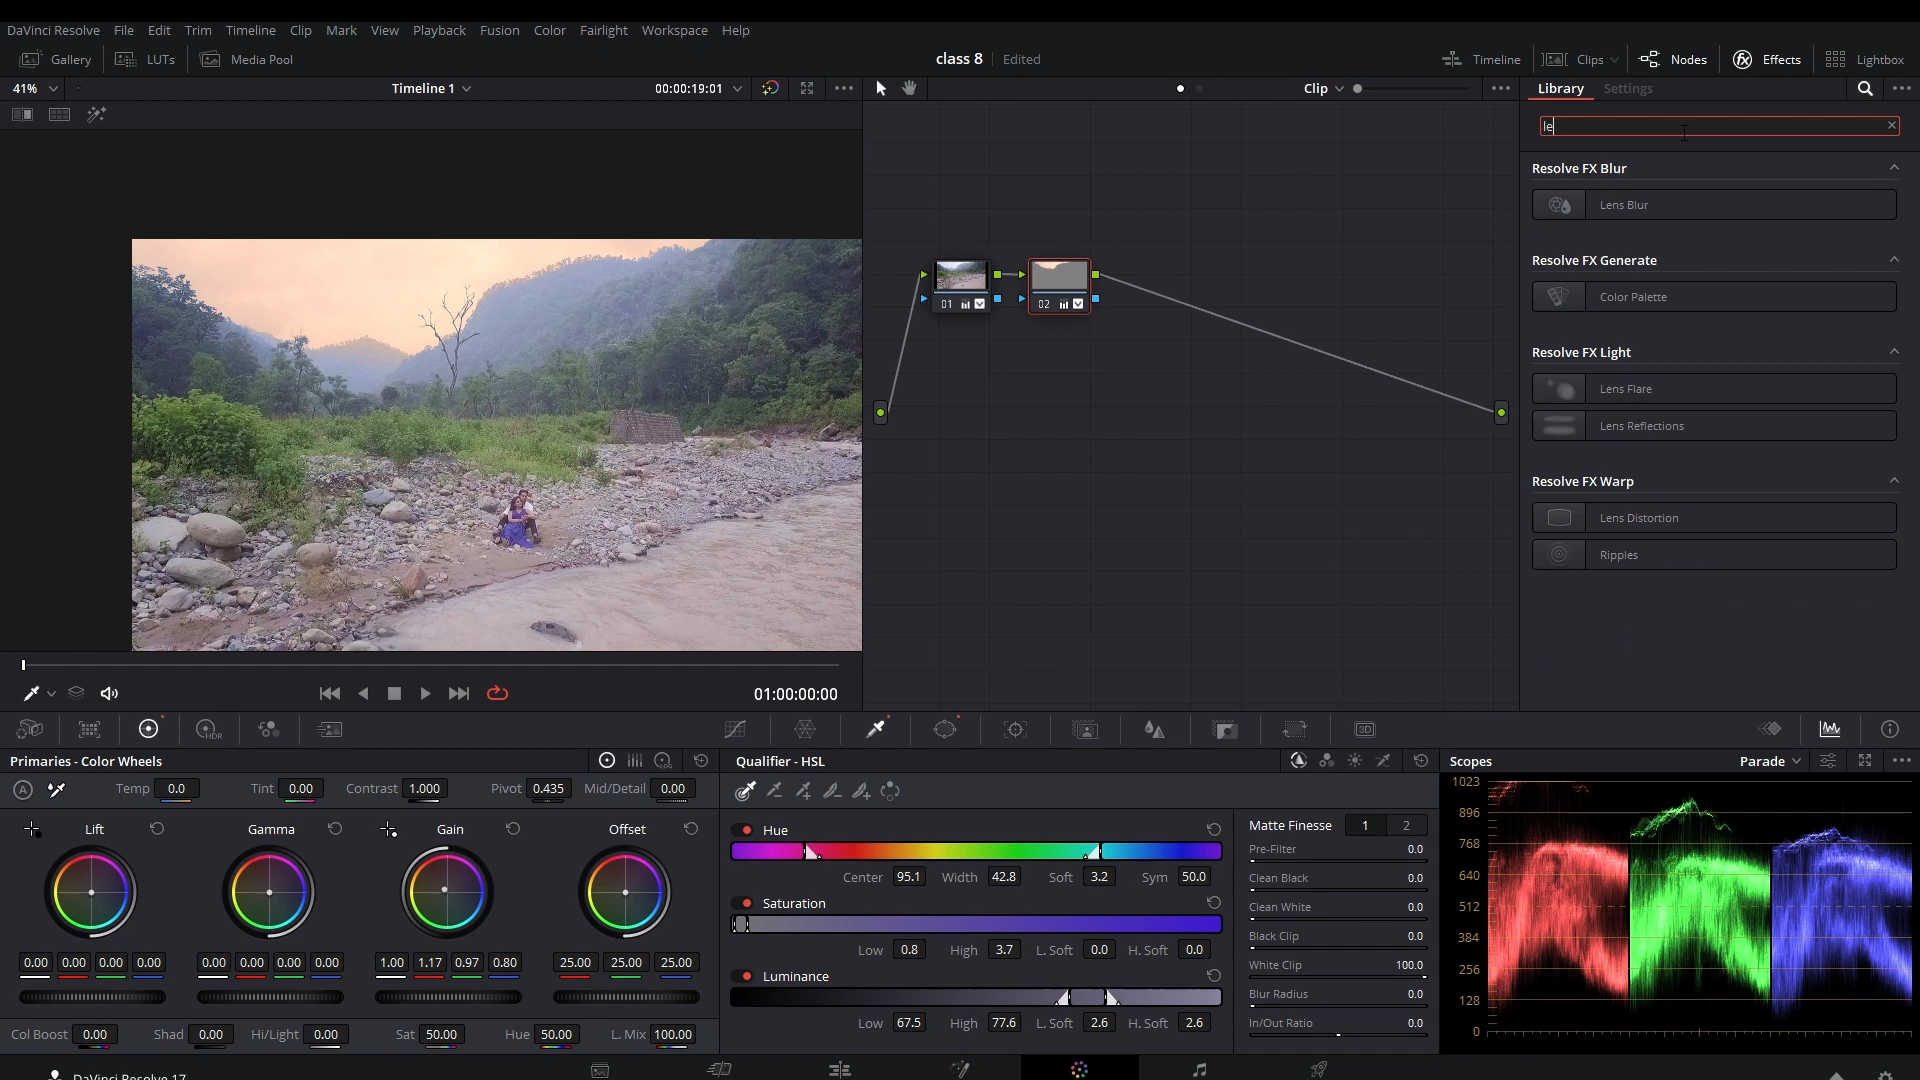 DaVinci Resolve File Edit Trim Timeline Clip Mark View Playback Fusion Color Fairlight Workspace Help
Gallery LUTs Media Pool class 8 Edited Timeline Clips Nodes Effects Lightbox
41% Timeline 1 00:00:19:01 Clip Library Settings
le
Resolve FX Blur
Lens Blur
Resolve FX Generate
Color Palette
Resolve FX Light
Lens Flare
Lens Reflections
Resolve FX Warp
Lens Distortion
Ripples
01 02
01:00:00:00
HDR 3D
Primaries - Color Wheels
LOG
A Temp 0.0 Tint 0.00 Contrast 1.000 Pivot 0.435 Mid/Detail 0.00
Lift Gamma Gain Offset
0.00 0.00 0.00 0.00 0.00 0.00 0.00 0.00 1.00 1.17 0.97 0.80 25.00 25.00 25.00
Col Boost 0.00 Shad 0.00 Hi/Light 0.00 Sat 50.00 Hue 50.00 L. Mix 100.00
Qualifier - HSL
Hue
Center 95.1 Width 42.8 Soft 3.2 Sym 50.0
Saturation
Low 0.8 High 3.7 L. Soft 0.0 H. Soft 0.0
Luminance
Low 67.5 High 77.6 L. Soft 2.6 H. Soft 2.6
Matte Finesse 1 2
Pre-Filter 0.0
Clean Black 0.0
Clean White 0.0
Black Clip 0.0
White Clip 100.0
Blur Radius 0.0
In/Out Ratio 0.0
Scopes Parade
1023
896
768
640
512
384
256
128
0
DaVinci Resolve 17